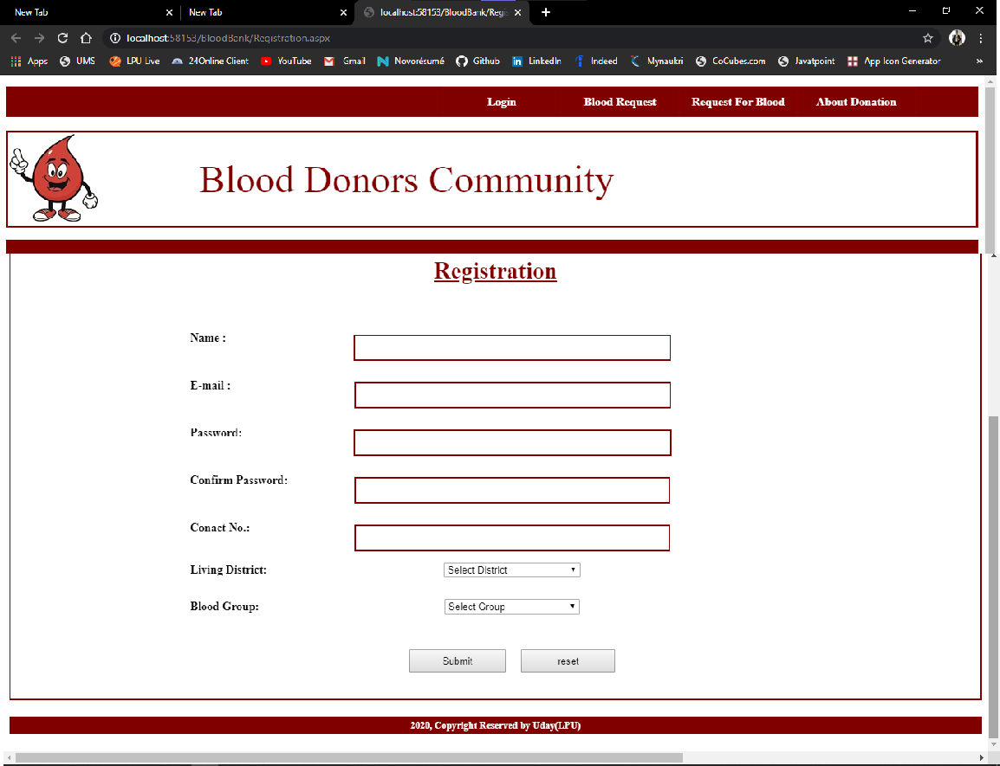 New Tab New Tab localhost:58153/BloodBank/Regis
localhost:58153/BloodBank/Registration.aspx
Apps UMS LPU Live 24Online Client YouTube Gmail Novorésumé Github LinkedIn Indeed Mynaukri CoCubes.com Javatpoint App Icon Generator »
Login Blood Request Request For Blood About Donation
Blood Donors Community
Registration
Name :
E-mail :
Password:
Confirm Password:
Conact No.:
Living District: Select District
Blood Group: Select Group
Submit reset
2020, Copyright Reserved by Uday(LPU)